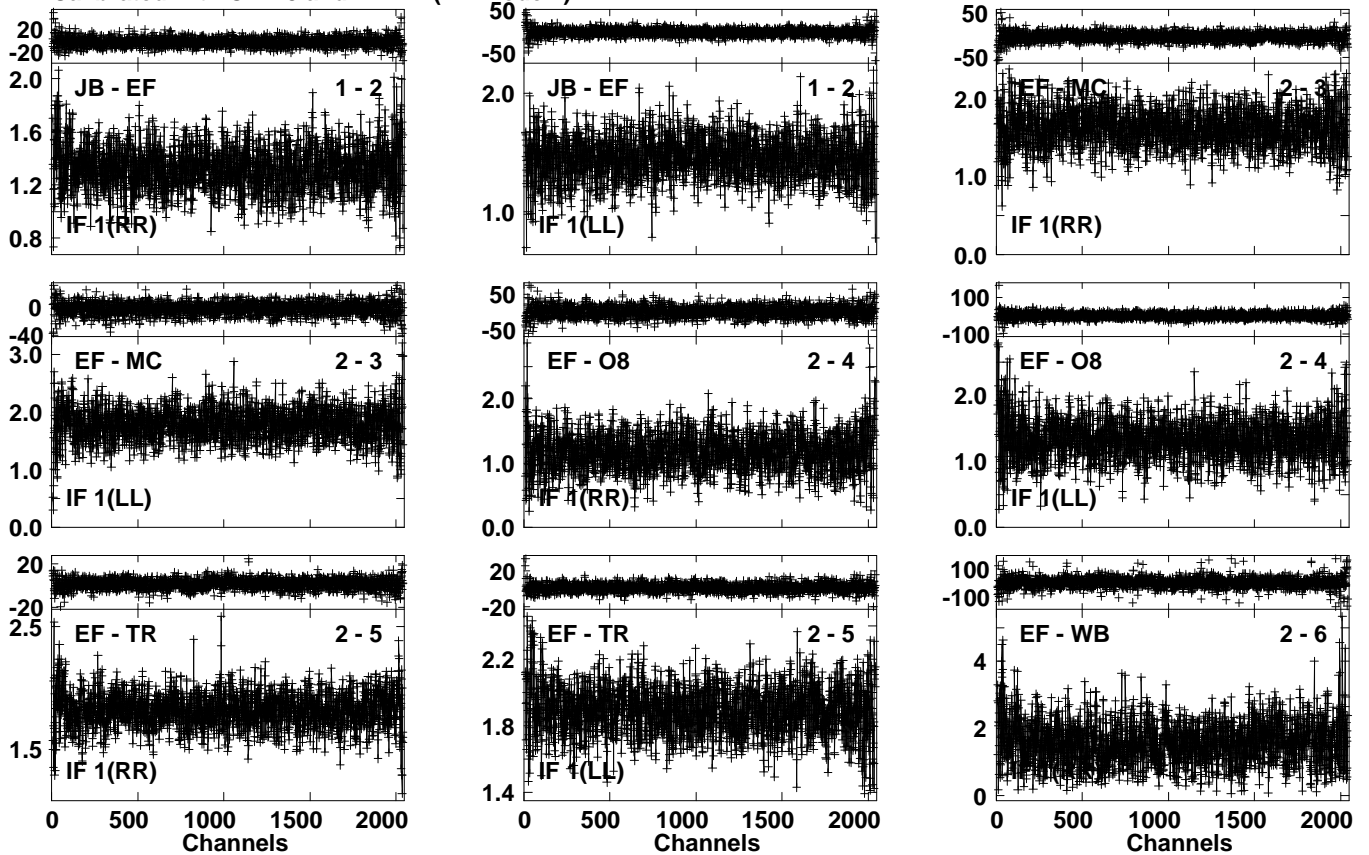 20
-20
2.0
1.6
1.2
0.8
JB - EF 1 - 2
IF 1(RR)
50
-50
2.0
1.0
JB - EF 1 - 2
IF 1(LL)
50
-50
2.0
1.0
0.0
EF - MC 2 - 3
IF 1(RR)
0
-40
3.0
2.0
1.0
0.0
EF - MC 2 - 3
IF 1(LL)
50
-50
2.0
1.0
0.0
EF - O8 2 - 4
IF 1(RR)
100
-100
2.0
1.0
0.0
EF - O8 2 - 4
IF 1(LL)
20
-20
2.5
1.5
EF - TR 2 - 5
IF 1(RR)
0 500 1000 1500 2000
Channels
20
-20
2.2
1.8
1.4
EF - TR 2 - 5
IF 1(LL)
0 500 1000 1500 2000
Channels
100
-100
4
2
0
EF - WB 2 - 6
IF 1
0 500 1000 1500 2000
Channels